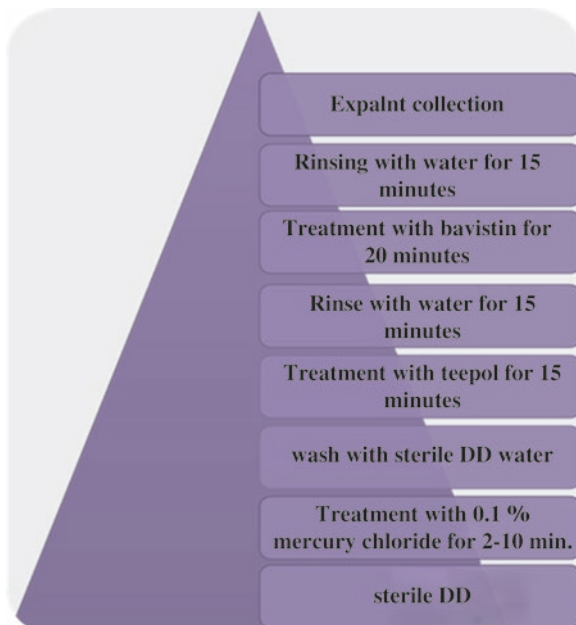 Expalnt collection
Rinsing with water for 15
minutes
Treatment with bavistin for
20 minutes
Rinse with water for 15
minutes
Treatment with teepol for 15
minutes
wash with sterile DD water
Treatment with 0.1 %
mercury chloride for 2-10 min.
sterile DD